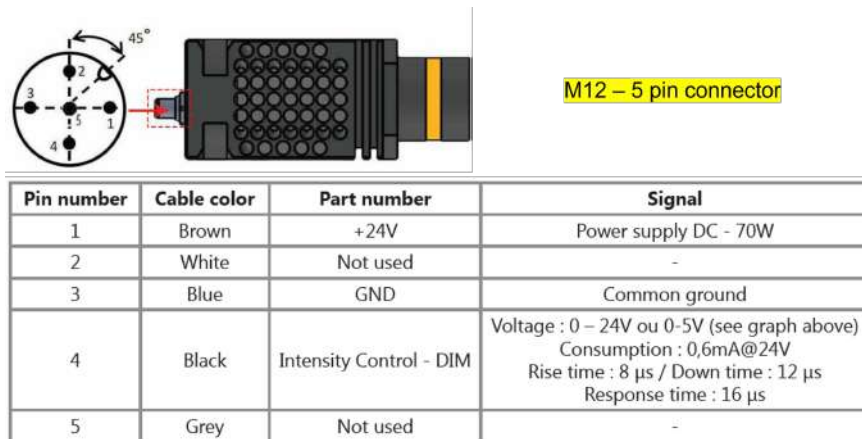 45°
2
3
5
1
4
M12 – 5 pin connector
Pin number Cable color Part number Signal
1 Brown +24V Power supply DC - 70W
2 White Not used -
3 Blue GND Common ground
4 Black Intensity Control - DIM Voltage : 0 – 24V ou 0-5V (see graph above)
Consumption : 0,6mA@24V
Rise time : 8 µs / Down time : 12 µs
Response time : 16 µs
5 Grey Not used -